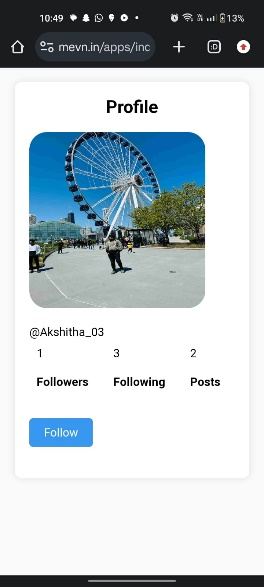 10:49
13%
mevn.in/apps/inc
:D
Profile
@Akshitha_03
1 3 2
Followers Following Posts
Follow